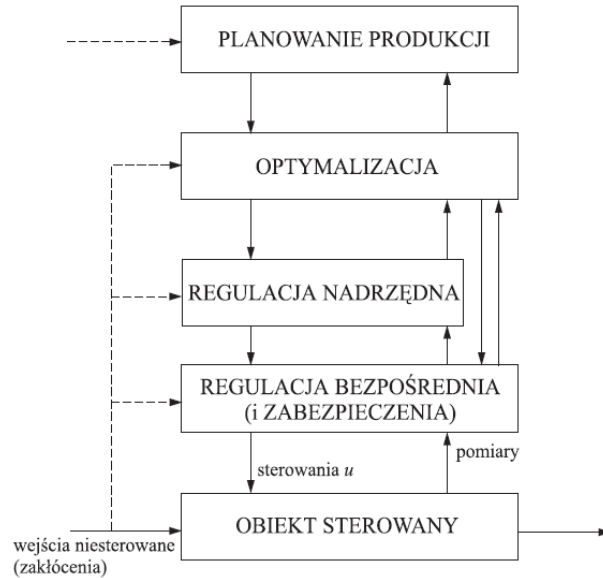 PLANOWANIE PRODUKCJI
OPTYMALIZACJA
REGULACJA NADRZĘDNA
REGULACJA BEZPOŚREDNIA
(i ZABEZPIECZENIA)
sterowania u
pomiary
OBIEKT STEROWANY
wejścia niesterowane
(zakłócenia)